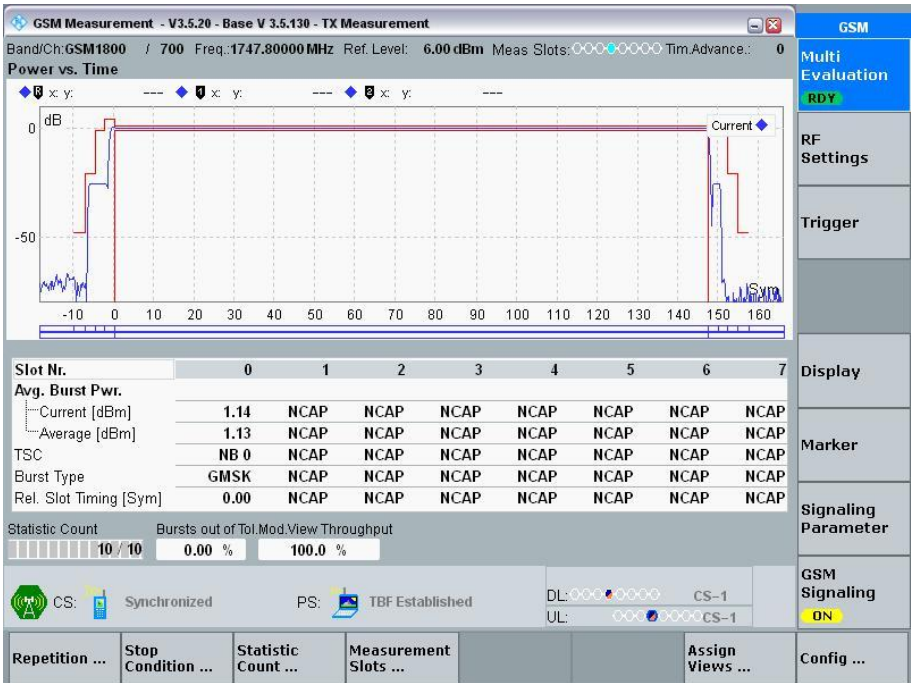 GSM Measurement - V3.5.20 - Base V 3.5.130 - TX Measurement
GSM
Band/Ch:GSM1800 / 700 Freq.:1747.80000MHz Ref. Level: 6.00 dBm Meas Slots: Tim.Advance.: 0
Power vs. Time
Multi Evaluation
RDY
R x: y: --- 1 x: y: --- 2 x: y: ---
dB
Current
0
-50
Sym
-10 0 10 20 30 40 50 60 70 80 90 100 110 120 130 140 150 160
RF Settings
Trigger
Display
Marker
Signaling Parameter
GSM Signaling
ON
Slot Nr. 0 1 2 3 4 5 6 7
Avg. Burst Pwr.
Current [dBm] 1.14 NCAP NCAP NCAP NCAP NCAP NCAP NCAP
Average [dBm] 1.13 NCAP NCAP NCAP NCAP NCAP NCAP NCAP
TSC NB 0 NCAP NCAP NCAP NCAP NCAP NCAP NCAP
Burst Type GMSK NCAP NCAP NCAP NCAP NCAP NCAP NCAP
Rel. Slot Timing [Sym] 0.00 NCAP NCAP NCAP NCAP NCAP NCAP NCAP
Statistic Count Bursts out of Tol.Mod.View Throughput
10 / 10 0.00 % 100.0 %
CS: Synchronized PS: TBF Established DL: CS-1
UL: CS-1
Repetition ...
Stop Condition ...
Statistic Count ...
Measurement Slots ...
Assign Views ...
Config ...